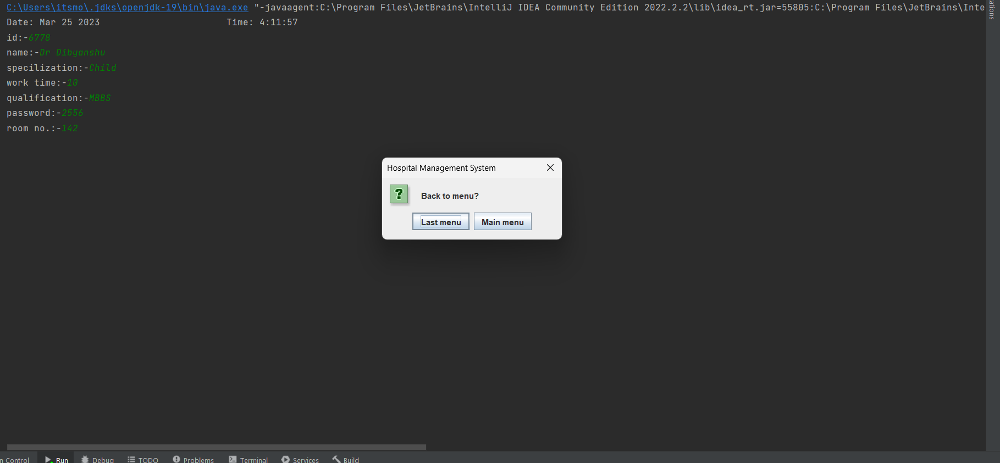 C:\Users\itsmo\.jdks\openjdk-19\bin\java.exe "-javaagent:C:\Program Files\JetBrains\IntelliJ IDEA Community Edition 2022.2.2\lib\idea_rt.jar=55805:C:\Program Files\JetBrains\Inte
Date: Mar 25 2023 Time: 4:11:57
id:-6778
name:-Dr Dibyanshu
specilization:-Child
work time:-10
qualification:-MBBS
password:-2556
room no.:-142
Hospital Management System
?
Back to menu?
Last menu Main menu
n Control Run Debug TODO Problems Terminal Services Build